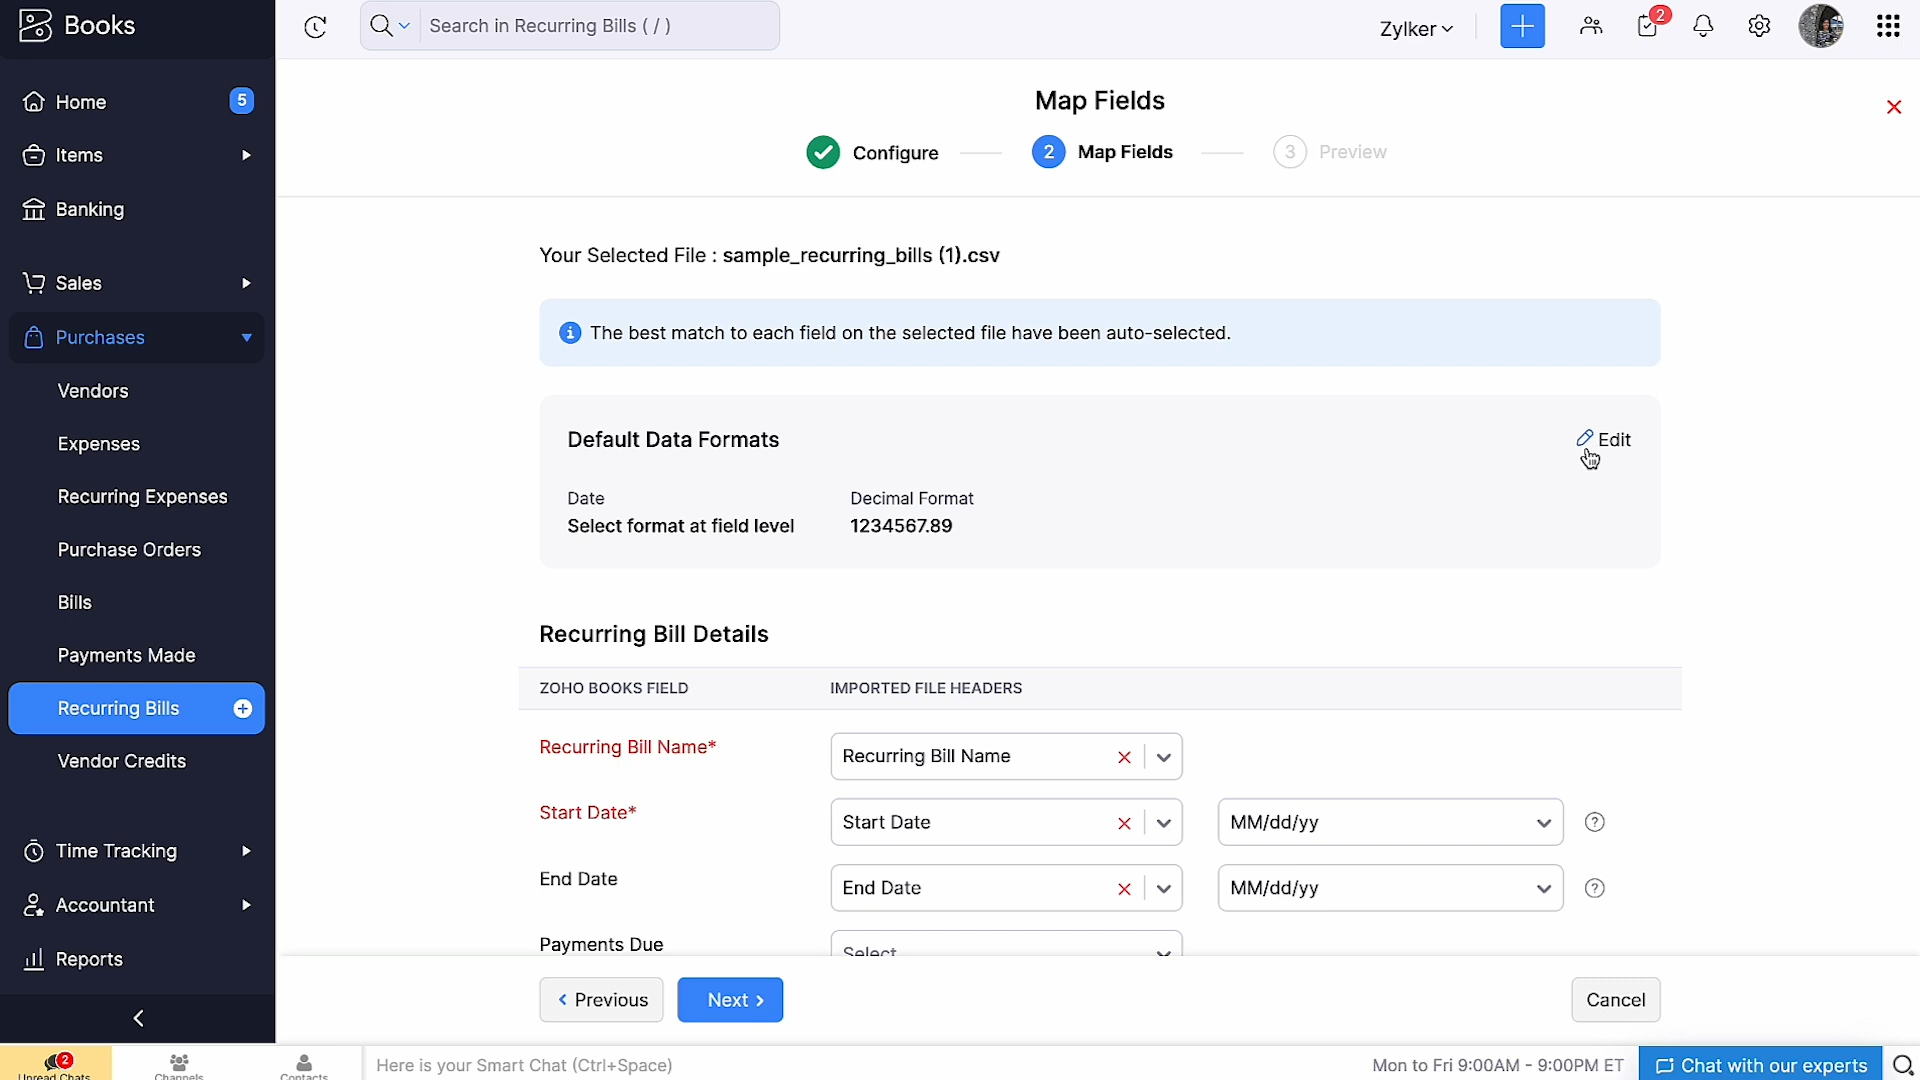 Books
Search in Recurring Bills ( / )
Zylker
2
Home
5
Items
Banking
Sales
Purchases
Vendors
Expenses
Recurring Expenses
Purchase Orders
Bills
Payments Made
Recurring Bills
Vendor Credits
Time Tracking
Accountant
Reports
Map Fields
Configure
2 Map Fields
3 Preview
Your Selected File : sample_recurring_bills (1).csv
The best match to each field on the selected file have been auto-selected.
Default Data Formats
Edit
Date
Decimal Format
Select format at field level
1234567.89
Recurring Bill Details
ZOHO BOOKS FIELD
IMPORTED FILE HEADERS
Recurring Bill Name*
Recurring Bill Name
Start Date*
Start Date
MM/dd/yy
End Date
End Date
MM/dd/yy
Payments Due
Select
Previous
Next
Cancel
2
Unread Chats
Channels
Contacts
Here is your Smart Chat (Ctrl+Space)
Mon to Fri 9:00AM - 9:00PM ET
Chat with our experts